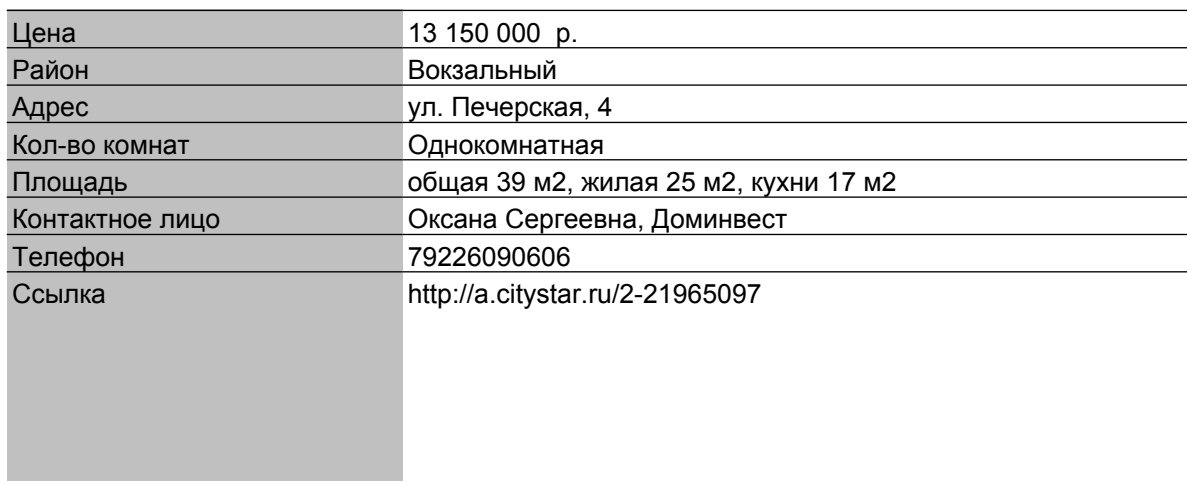 Цена 13 150 000 р.
Район Вокзальный
Адрес ул. Печерская, 4
Кол-во комнат Однокомнатная
Площадь общая 39 м2, жилая 25 м2, кухни 17 м2
Контактное лицо Оксана Сергеевна, Доминвест
Телефон 79226090606
Ссылка http://a.citystar.ru/2-21965097